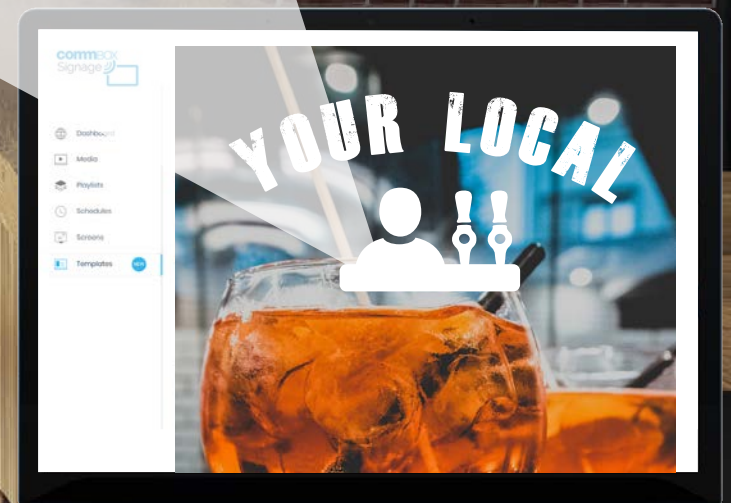 commBOX
Signage
Dashboard
Media
Playlists
Schedules
Screens
Templates NEW
YOUR LOCAL